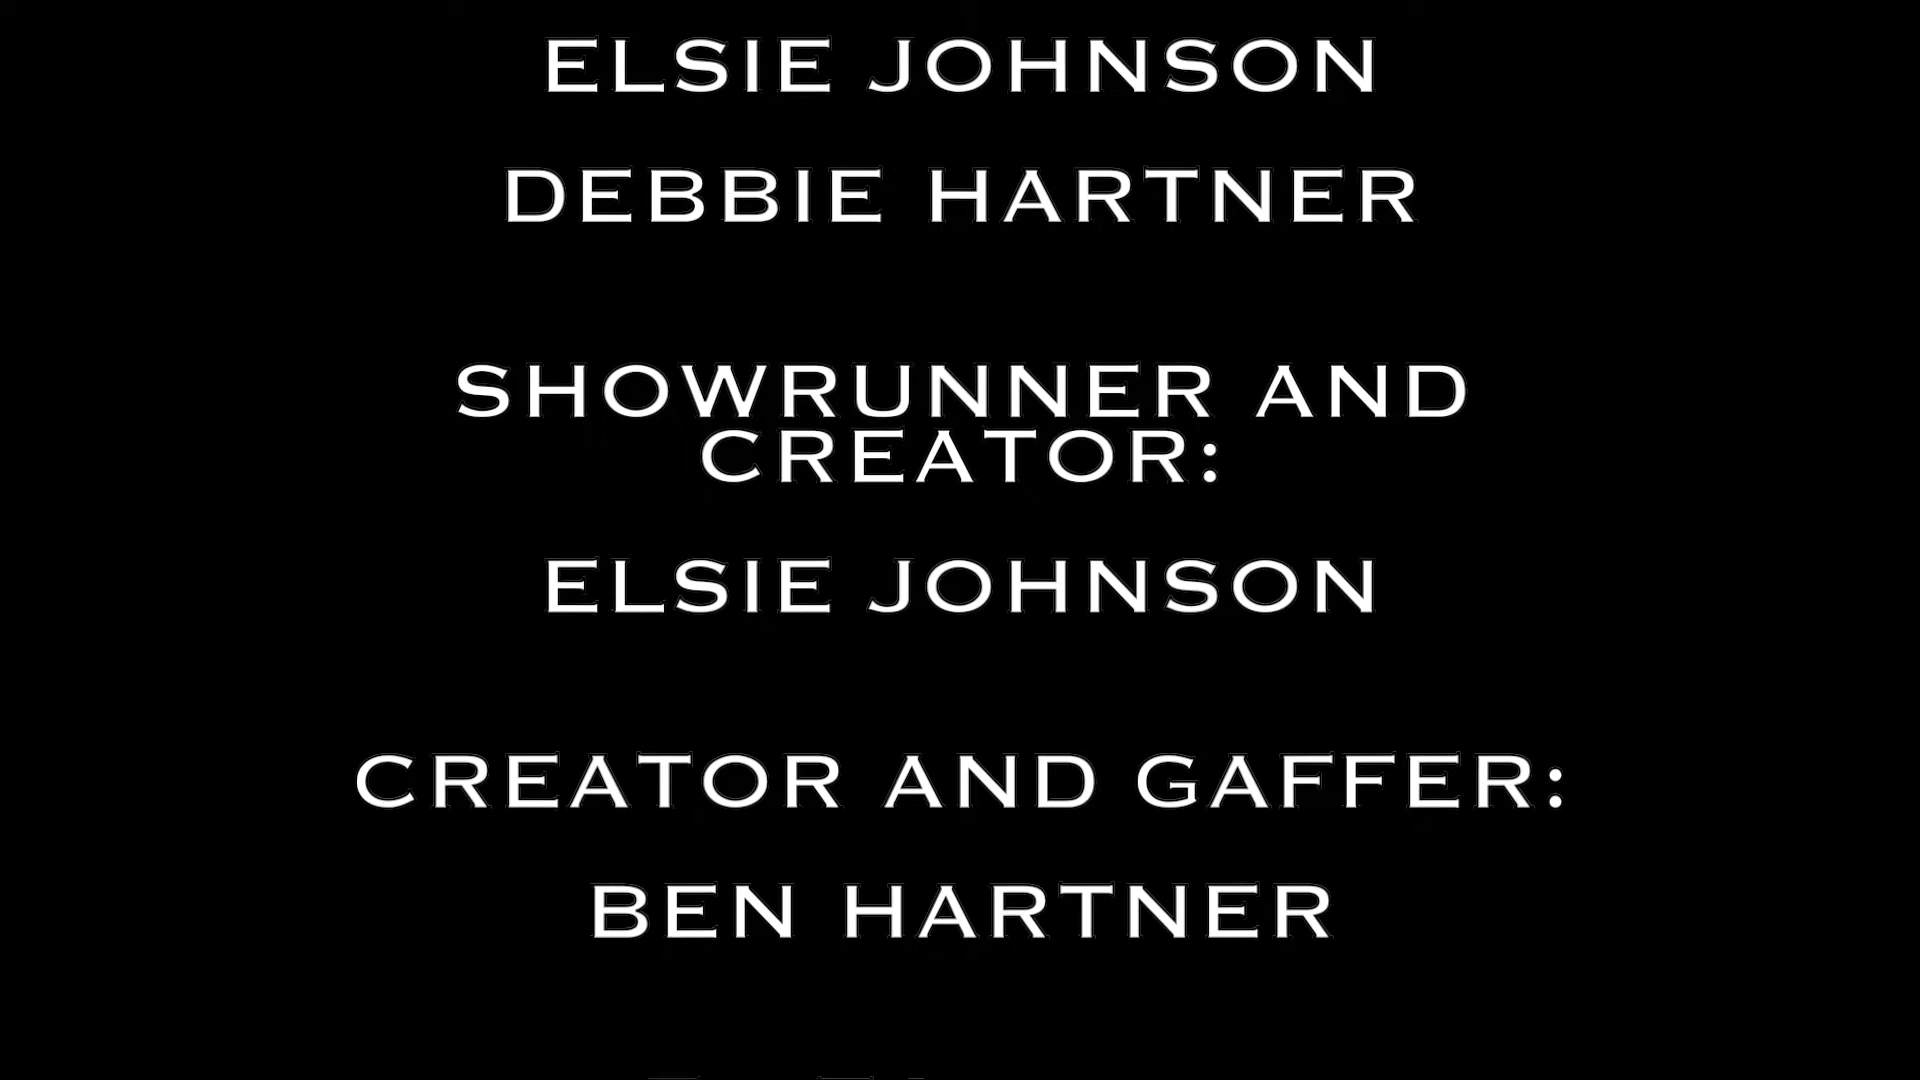 ELSIE JOHNSON
DEBBIE HARTNER
SHOWRUNNER AND
CREATOR:
ELSIE JOHNSON
CREATOR AND GAFFER:
BEN HARTNER